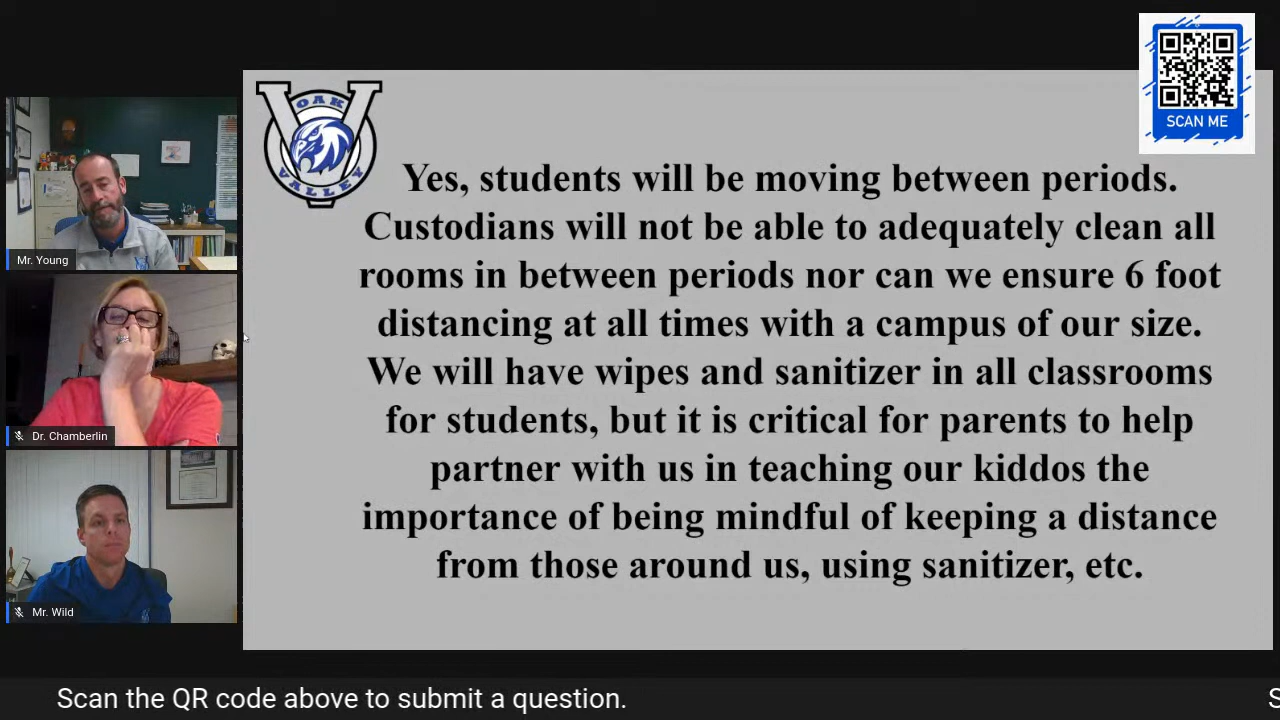 SCAN ME
OAK
VALLEY
Yes, students will be moving between periods.
Custodians will not be able to adequately clean all
rooms in between periods nor can we ensure 6 foot
distancing at all times with a campus of our size.
We will have wipes and sanitizer in all classrooms
for students, but it is critical for parents to help
partner with us in teaching our kiddos the
importance of being mindful of keeping a distance
from those around us, using sanitizer, etc.
Mr. Young
Dr. Chamberlin
Mr. Wild
Scan the QR code above to submit a question.
S